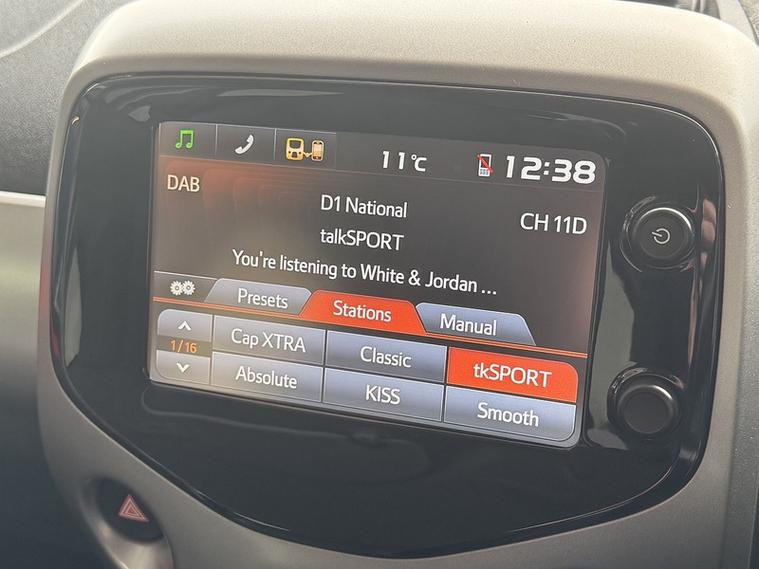 11°C
12:38
DAB
D1 National
CH 11D
talkSPORT
You're listening to White & Jordan ...
Presets
Stations
Manual
1/16
Cap XTRA
Classic
tkSPORT
Absolute
KISS
Smooth